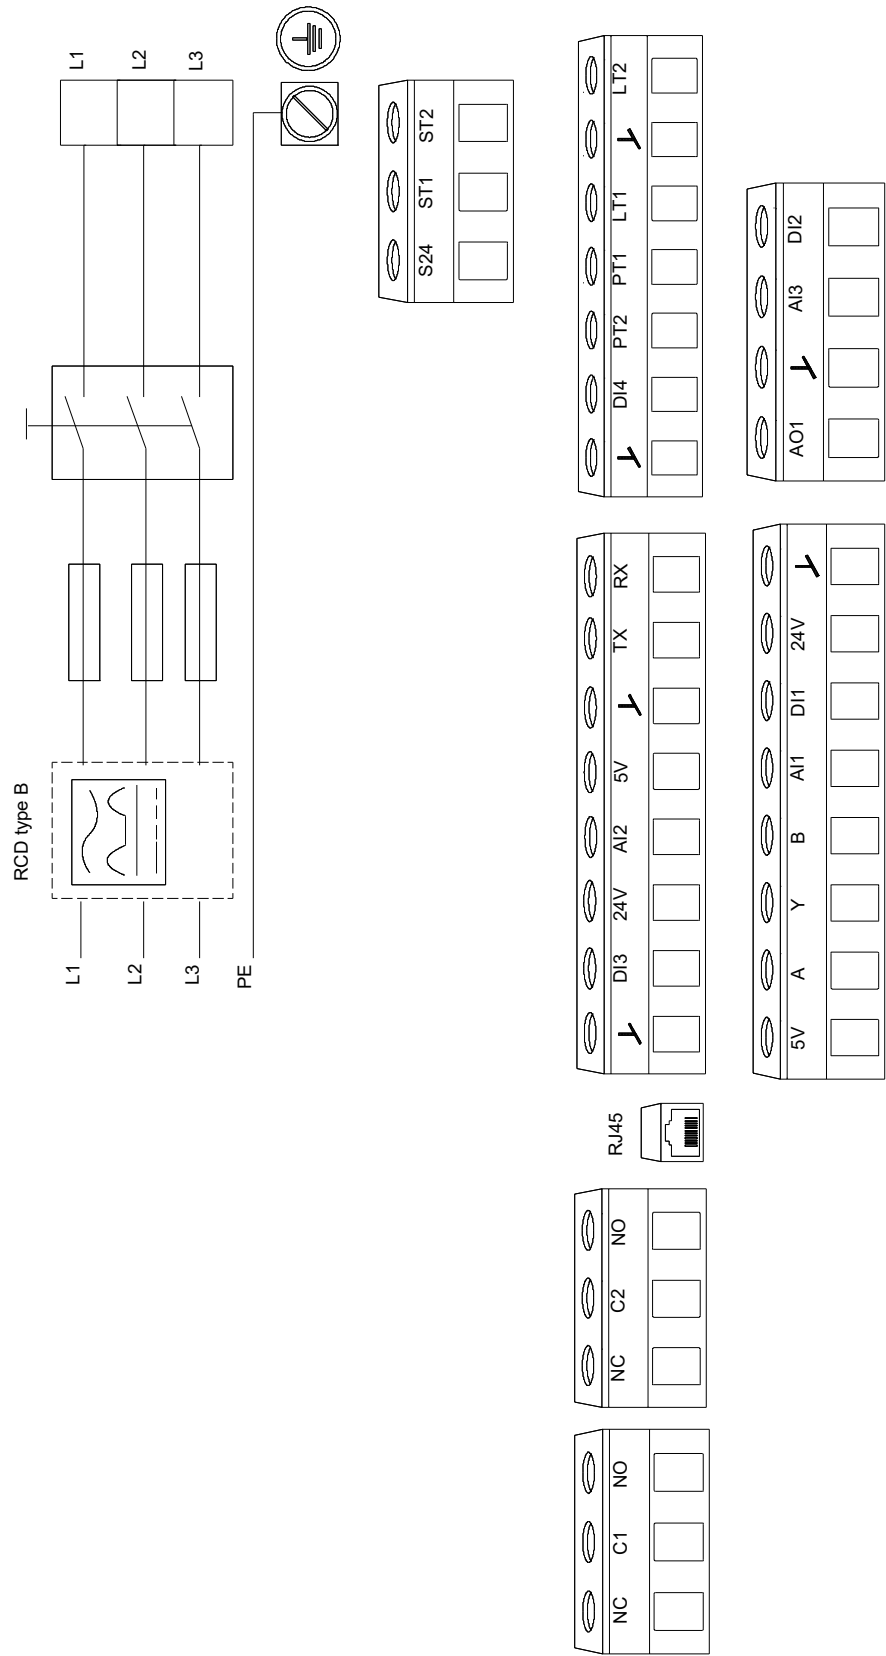 RCD type B
L1
L1
L2
L2
L3
L3
PE
S24 ST1 ST2
NC C1 NO
NC C2 NO
RJ45
DI3 24V AI2 5V TX RX
DI4 PT2 PT1 LT1 LT2
5V A Y B AI1 DI1 24V
AO1 AI3 DI2